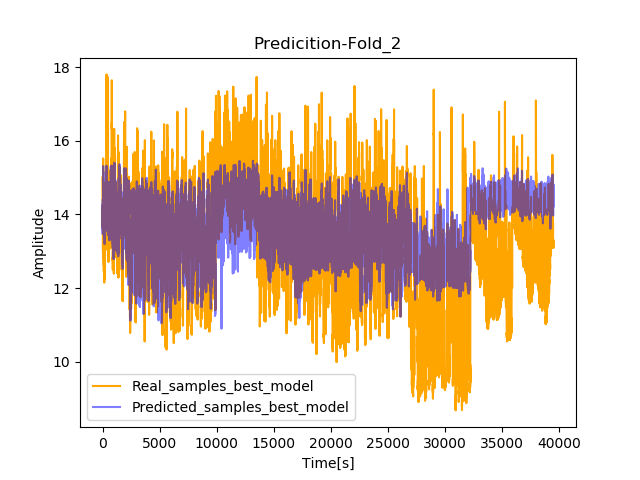 Predicition-Fold_2
18
16
14
12
10
Amplitude
Real_samples_best_model
Predicted_samples_best_model
0 5000 10000 15000 20000 25000 30000 35000 40000
Time[s]